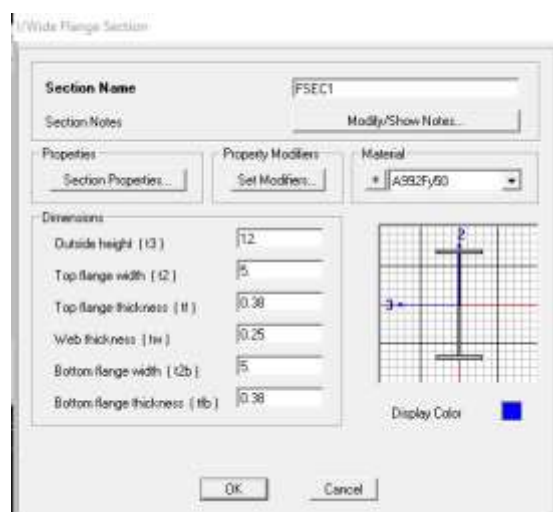 I/Wide Flange Section
Section Name FSEC1
Section Notes Modify/Show Notes...
Properties Property Modifiers Material
Section Properties... Set Modifiers... + A992Fy50
Dimensions
Outside height ( t3 ) 12.
Top flange width ( t2 ) 5.
Top flange thickness ( tf ) 0.38
Web thickness ( tw ) 0.25
Bottom flange width ( t2b ) 5.
Bottom flange thickness ( tfb ) 0.38
2
3
Display Color
OK Cancel